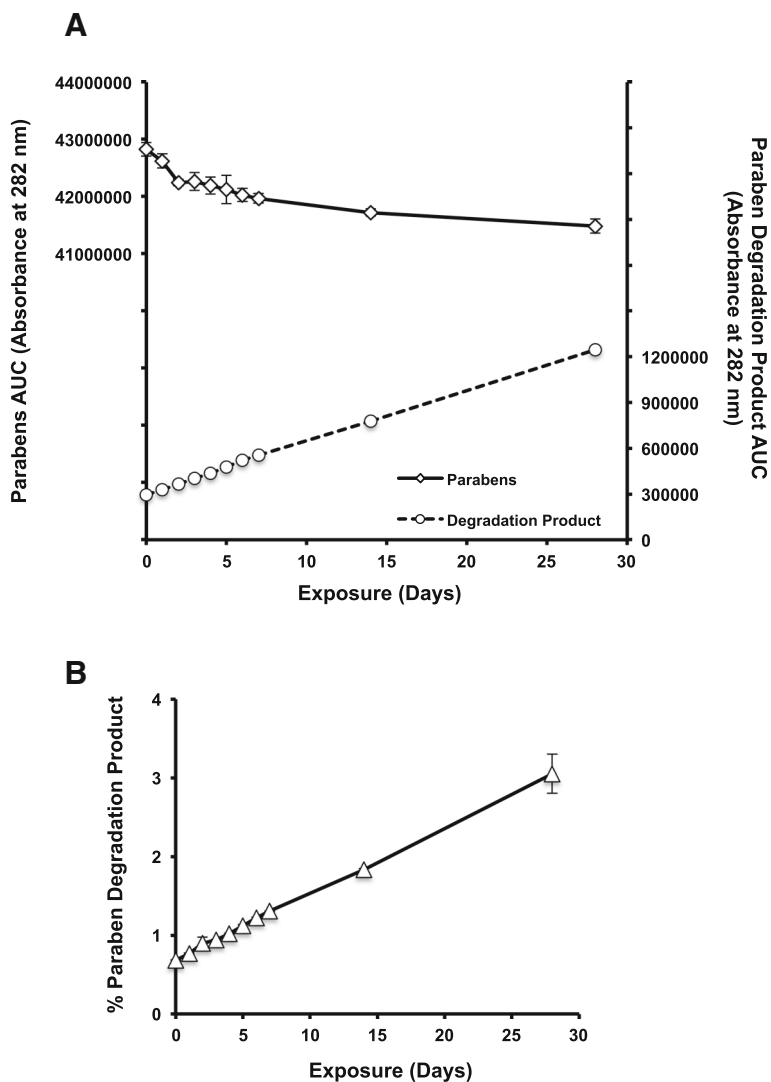 A
44000000
43000000
42000000
41000000
Parabens AUC (Absorbance at 282 nm)
Paraben Degradation Product AUC
(Absorbance at 282 nm)
1200000
900000
600000
300000
0
Parabens
Degradation Product
0 5 10 15 20 25 30
Exposure (Days)
B
% Paraben Degradation Product
4
3
2
1
0
0 5 10 15 20 25 30
Exposure (Days)